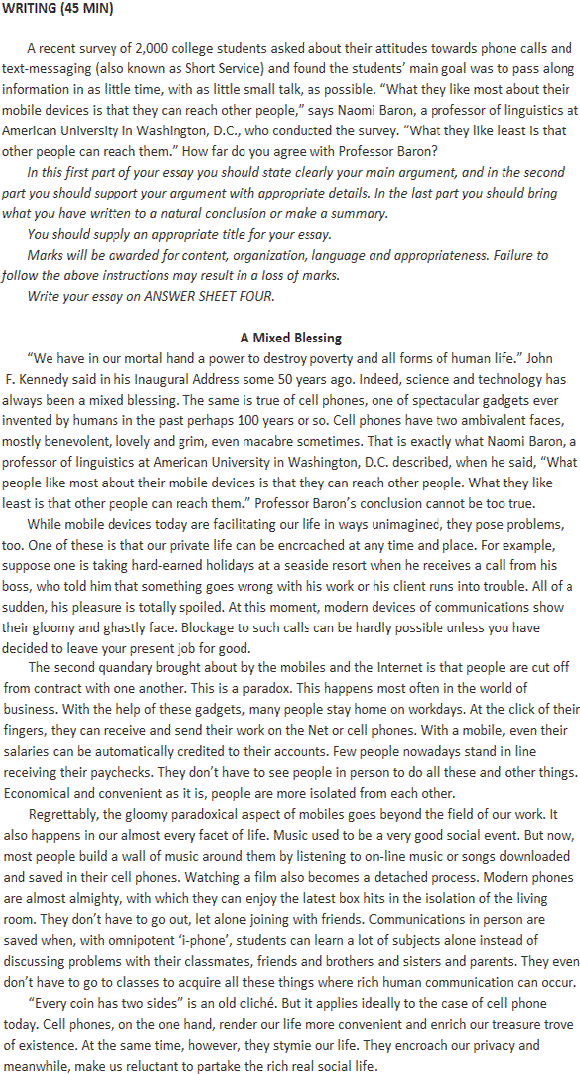 WRITING (45 MIN)
A recent survey of 2,000 college students asked about their attitudes towards phone calls and
text-messaging (also known as Short Service) and found the students' main goal was to pass along
information in as little time, with as little small talk, as possible. "What they like most about their
mobile devices is that they can reach other people," says Naomi Baron, a professor of linguistics at
American University in Washington, D.C., who conducted the survey. "What they like least is that
other people can reach them." How far do you agree with Professor Baron?
In this first part of your essay you should state clearly your main argument, and in the second
part you should support your argument with appropriate details. In the last part you should bring
what you have written to a natural conclusion or make a summary.
You should supply an appropriate title for your essay.
Marks will be awarded for content, organization, language and appropriateness. Failure to
follow the above instructions may result in a loss of marks.
Write your essay on ANSWER SHEET FOUR.
A Mixed Blessing
"We have in our mortal hand a power to destroy poverty and all forms of human life." John
F. Kennedy said in his Inaugural Address some 50 years ago. Indeed, science and technology has
always been a mixed blessing. The same is true of cell phones, one of spectacular gadgets ever
invented by humans in the past perhaps 100 years or so. Cell phones have two ambivalent faces,
mostly benevolent, lovely and grim, even macabre sometimes. That is exactly what Naomi Baron, a
professor of linguistics at American University in Washington, D.C. described, when he said, "What
people like most about their mobile devices is that they can reach other people. What they like
least is that other people can reach them." Professor Baron's conclusion cannot be too true.
While mobile devices today are facilitating our life in ways unimagined, they pose problems,
too. One of these is that our private life can be encroached at any time and place. For example,
suppose one is taking hard-earned holidays at a seaside resort when he receives a call from his
boss, who told him that something goes wrong with his work or his client runs into trouble. All of a
sudden, his pleasure is totally spoiled. At this moment, modern devices of communications show
their gloomy and ghastly face. Blockage to such calls can be hardly possible unless you have
decided to leave your present job for good.
The second quandary brought about by the mobiles and the Internet is that people are cut off
from contract with one another. This is a paradox. This happens most often in the world of
business. With the help of these gadgets, many people stay home on workdays. At the click of their
fingers, they can receive and send their work on the Net or cell phones. With a mobile, even their
salaries can be automatically credited to their accounts. Few people nowadays stand in line
receiving their paychecks. They don't have to see people in person to do all these and other things.
Economical and convenient as it is, people are more isolated from each other.
Regrettably, the gloomy paradoxical aspect of mobiles goes beyond the field of our work. It
also happens in our almost every facet of life. Music used to be a very good social event. But now,
most people build a wall of music around them by listening to on-line music or songs downloaded
and saved in their cell phones. Watching a film also becomes a detached process. Modern phones
are almost almighty, with which they can enjoy the latest box hits in the isolation of the living
room. They don't have to go out, let alone joining with friends. Communications in person are
saved when, with omnipotent 'i-phone', students can learn a lot of subjects alone instead of
discussing problems with their classmates, friends and brothers and sisters and parents. They even
don't have to go to classes to acquire all these things where rich human communication can occur.
"Every coin has two sides" is an old cliché. But it applies ideally to the case of cell phone
today. Cell phones, on the one hand, render our life more convenient and enrich our treasure trove
of existence. At the same time, however, they stymie our life. They encroach our privacy and
meanwhile, make us reluctant to partake the rich real social life.